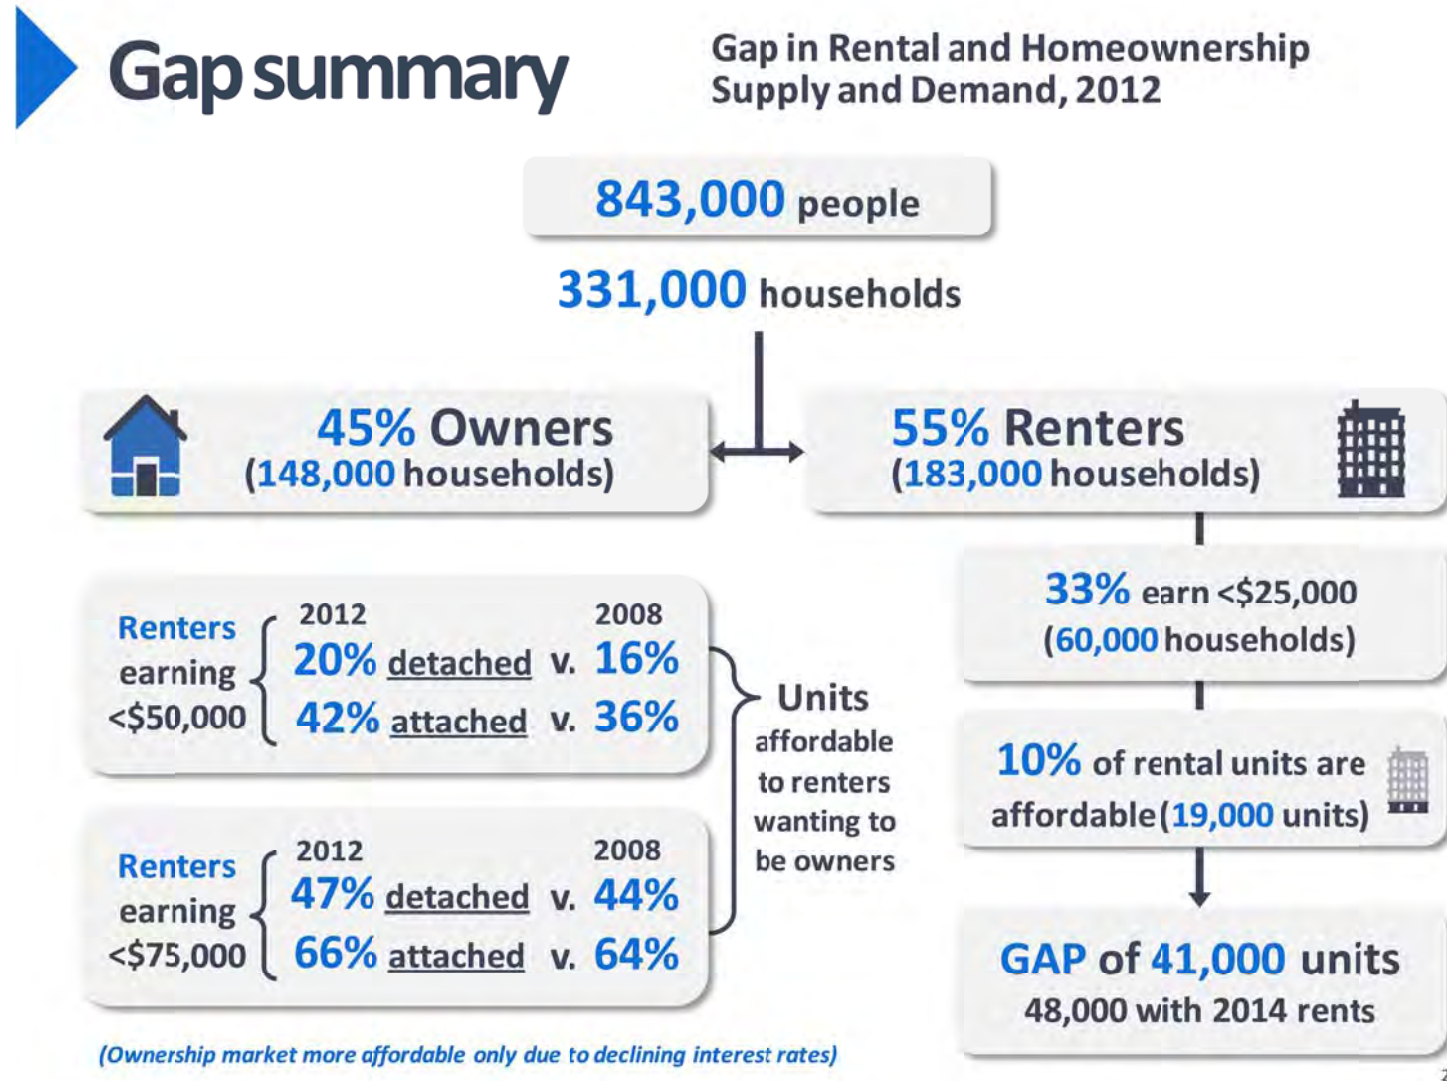 Gap summary
Gap in Rental and Homeownership
Supply and Demand, 2012
843,000 people
331,000 households
45% Owners
(148,000 households)
55% Renters
(183,000 households)
Renters
earning
<$50,000
2012 2008
20% detached v. 16%
42% attached v. 36%
Renters
earning
<$75,000
2012 2008
47% detached v. 44%
66% attached v. 64%
Units
affordable
to renters
wanting to
be owners
33% earn <$25,000
(60,000 households)
10% of rental units are
affordable (19,000 units)
GAP of 41,000 units
48,000 with 2014 rents
(Ownership market more affordable only due to declining interest rates)